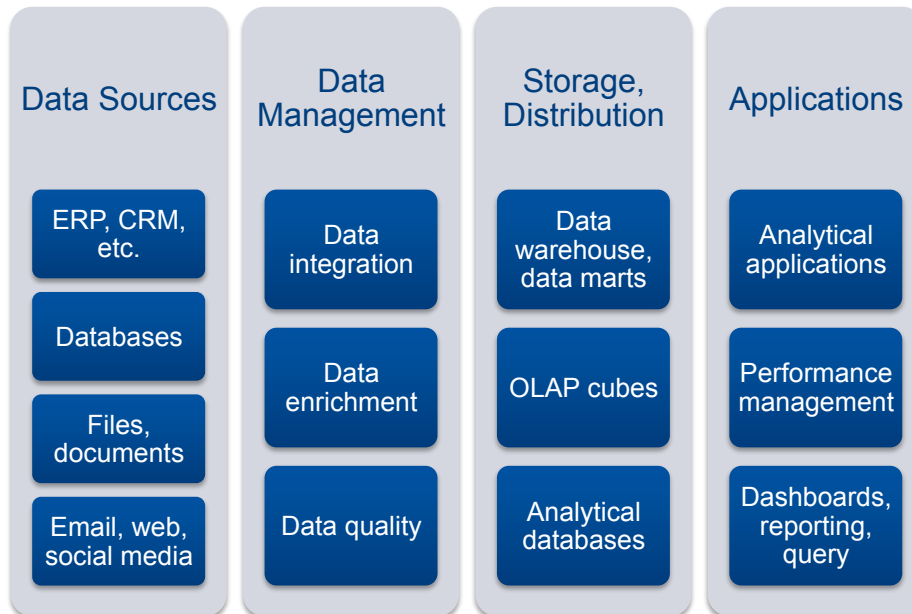 Data Sources
ERP, CRM,
etc.
Databases
Files,
documents
Email, web,
social media
Data
Management
Data
integration
Data
enrichment
Data quality
Storage,
Distribution
Data
warehouse,
data marts
OLAP cubes
Analytical
databases
Applications
Analytical
applications
Performance
management
Dashboards,
reporting,
query